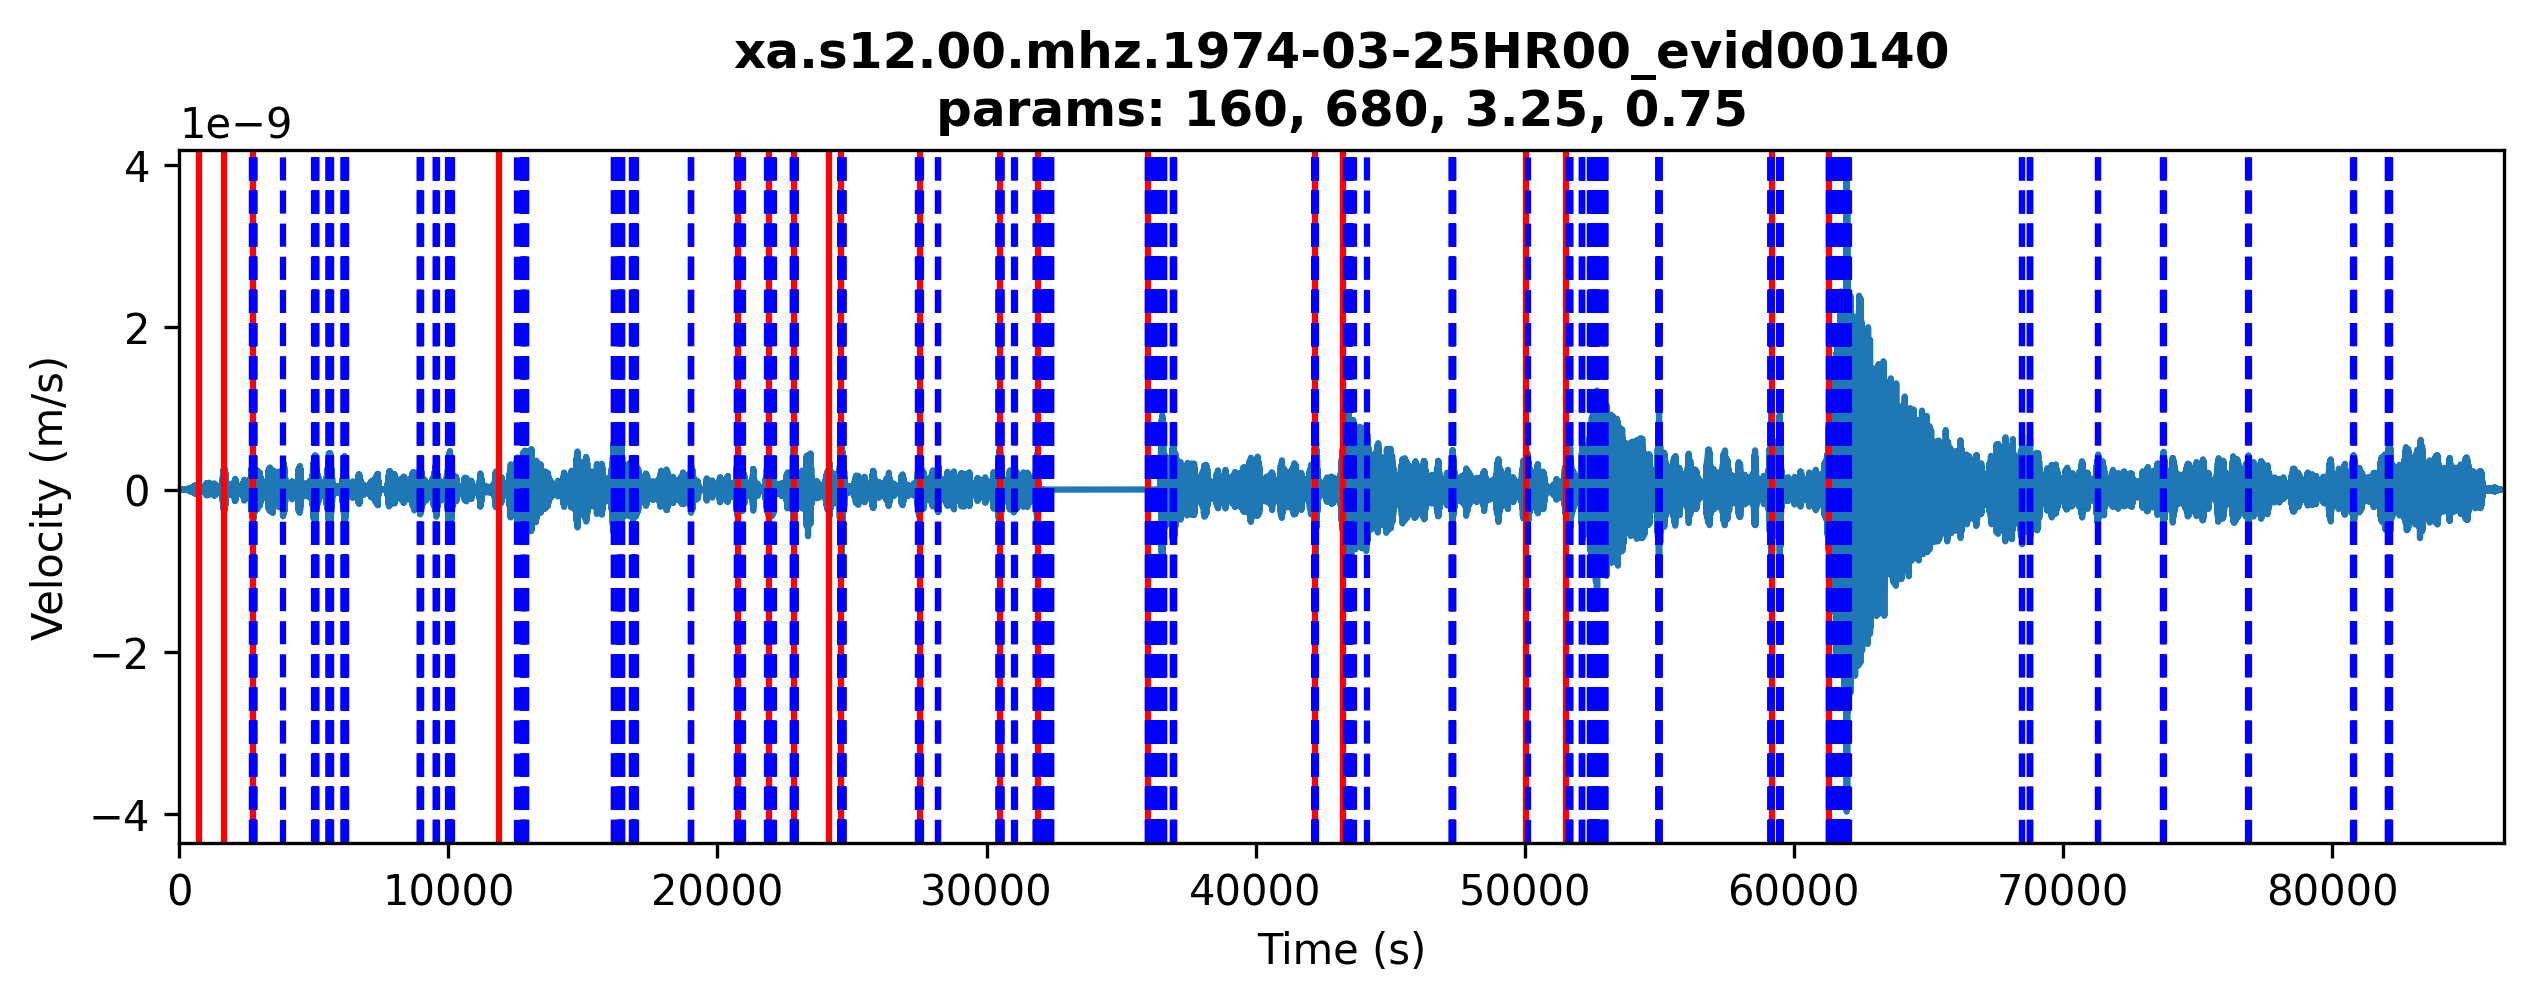 xa.s12.00.mhz.1974-03-25HR00_evid00140
params: 160, 680, 3.25, 0.75
1e−9
4
2
0
−2
−4
Velocity (m/s)
0 10000 20000 30000 40000 50000 60000 70000 80000
Time (s)